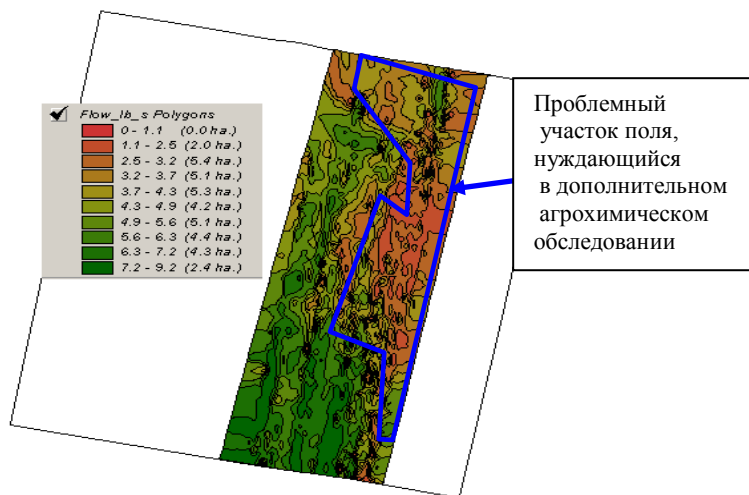 Flow_lb_s Polygons
0 - 1.1 (0.0 ha.)
1.1 - 2.5 (2.0 ha.)
2.5 - 3.2 (5.4 ha.)
3.2 - 3.7 (5.1 ha.)
3.7 - 4.3 (5.3 ha.)
4.3 - 4.9 (4.2 ha.)
4.9 - 5.6 (5.1 ha.)
5.6 - 6.3 (4.4 ha.)
6.3 - 7.2 (4.3 ha.)
7.2 - 9.2 (2.4 ha.)
Проблемный
участок поля,
нуждающийся
в дополнительном
агрохимическом
обследовании